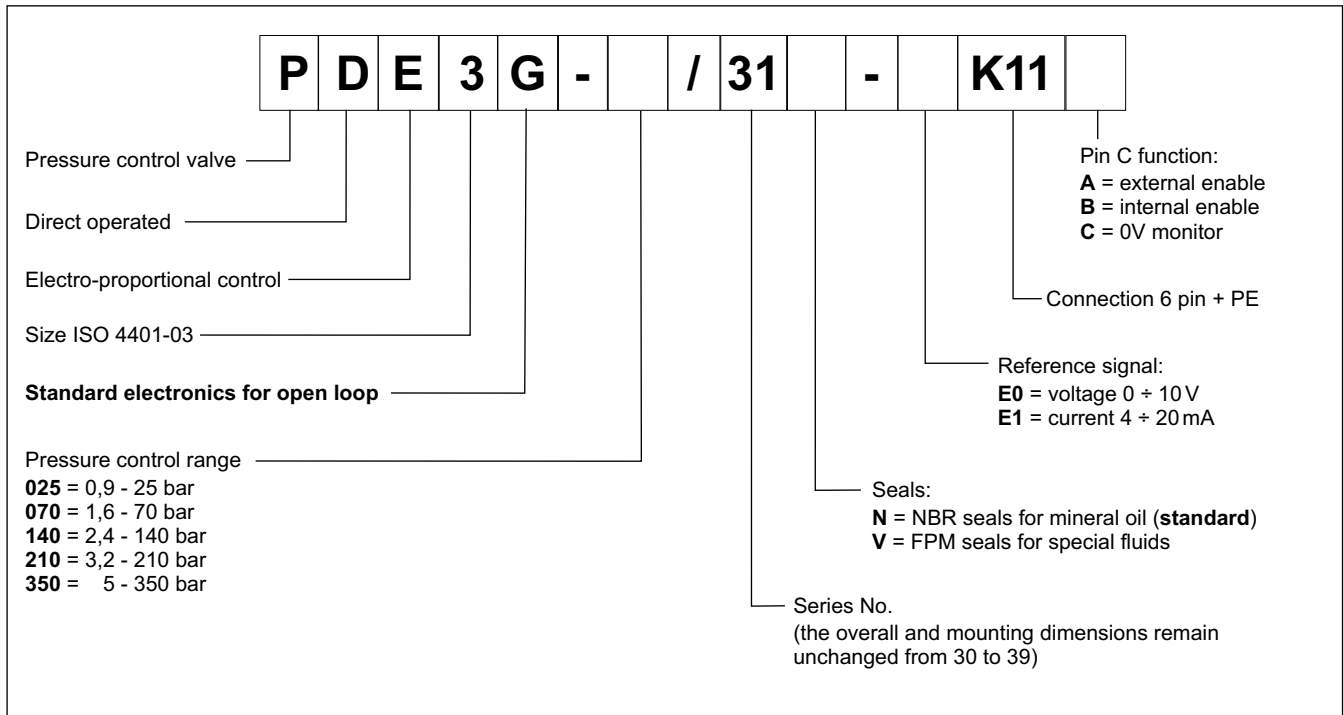 P D E 3 G - / 31 - K11
Pressure control valve
Direct operated
Electro-proportional control
Size ISO 4401-03
Standard electronics for open loop
Pressure control range
025 = 0,9 - 25 bar
070 = 1,6 - 70 bar
140 = 2,4 - 140 bar
210 = 3,2 - 210 bar
350 = 5 - 350 bar
Pin C function:
A = external enable
B = internal enable
C = 0V monitor
Connection 6 pin + PE
Reference signal:
E0 = voltage 0 ÷ 10 V
E1 = current 4 ÷ 20 mA
Seals:
N = NBR seals for mineral oil (standard)
V = FPM seals for special fluids
Series No.
(the overall and mounting dimensions remain
unchanged from 30 to 39)